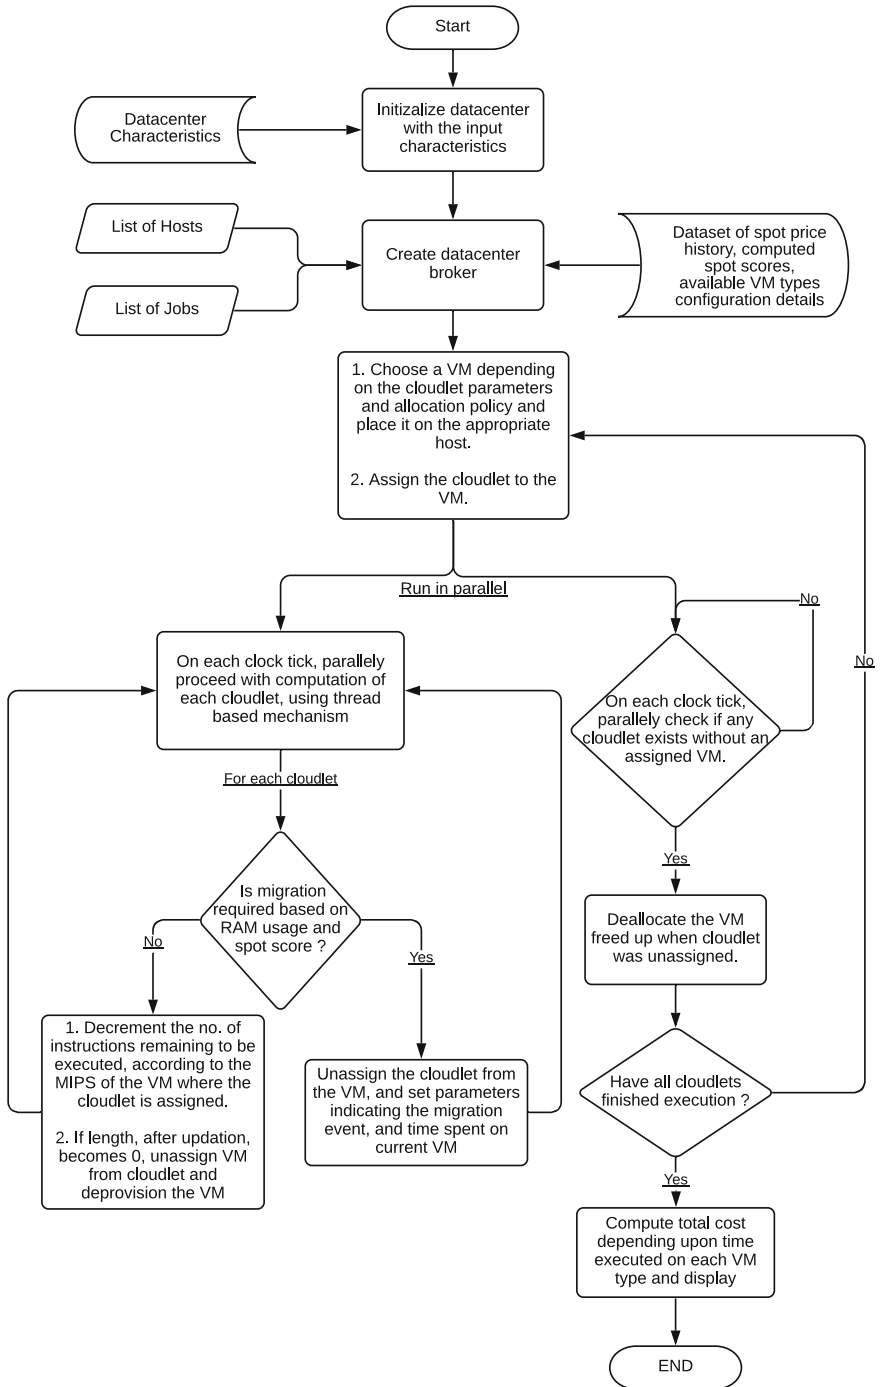 Start
Datacenter
Characteristics
Initizalize datacenter
with the input
characteristics
List of Hosts
List of Jobs
Create datacenter
broker
Dataset of spot price
history, computed
spot scores,
available VM types
configuration details
1. Choose a VM depending
on the cloudlet parameters
and allocation policy and
place it on the appropriate
host.
2. Assign the cloudlet to the
VM.
Run in parallel
No
No
On each clock tick, parallely
proceed with computation of
each cloudlet, using thread
based mechanism
On each clock tick,
parallely check if any
cloudlet exists without an
assigned VM.
For each cloudlet
Yes
Is migration
required based on
RAM usage and
spot score ?
No
Yes
Deallocate the VM
freed up when cloudlet
was unassigned.
1. Decrement the no. of
instructions remaining to be
executed, according to the
MIPS of the VM where the
cloudlet is assigned.
2. If length, after updation,
becomes 0, unassign VM
from cloudlet and
deprovision the VM
Unassign the cloudlet from
the VM, and set parameters
indicating the migration
event, and time spent on
current VM
Have all cloudlets
finished execution ?
Yes
Compute total cost
depending upon time
executed on each VM
type and display
END